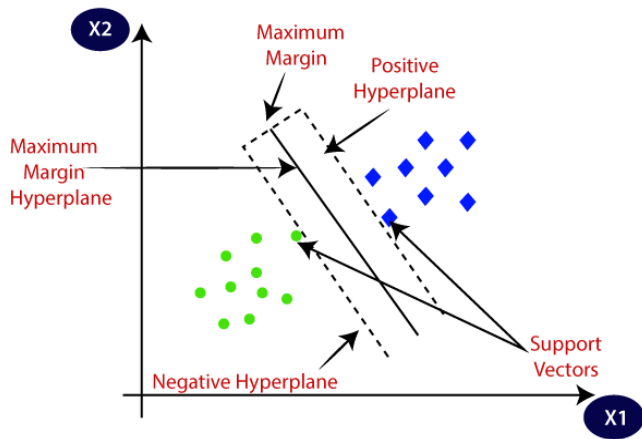 X2
Maximum
Margin
Positive
Hyperplane
Maximum
Margin
Hyperplane
Support
Vectors
Negative Hyperplane
X1